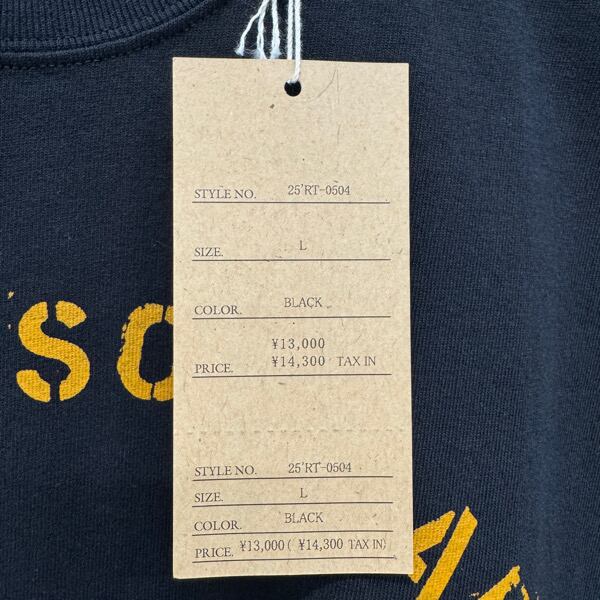 STYLE NO. 25'RT-0504
SIZE. L
COLOR. BLACK
¥13,000
PRICE. ¥14,300 TAX IN
STYLE NO. 25'RT-0504
SIZE. L
COLOR. BLACK
PRICE. ¥13,000 ( ¥14,300 TAX IN)